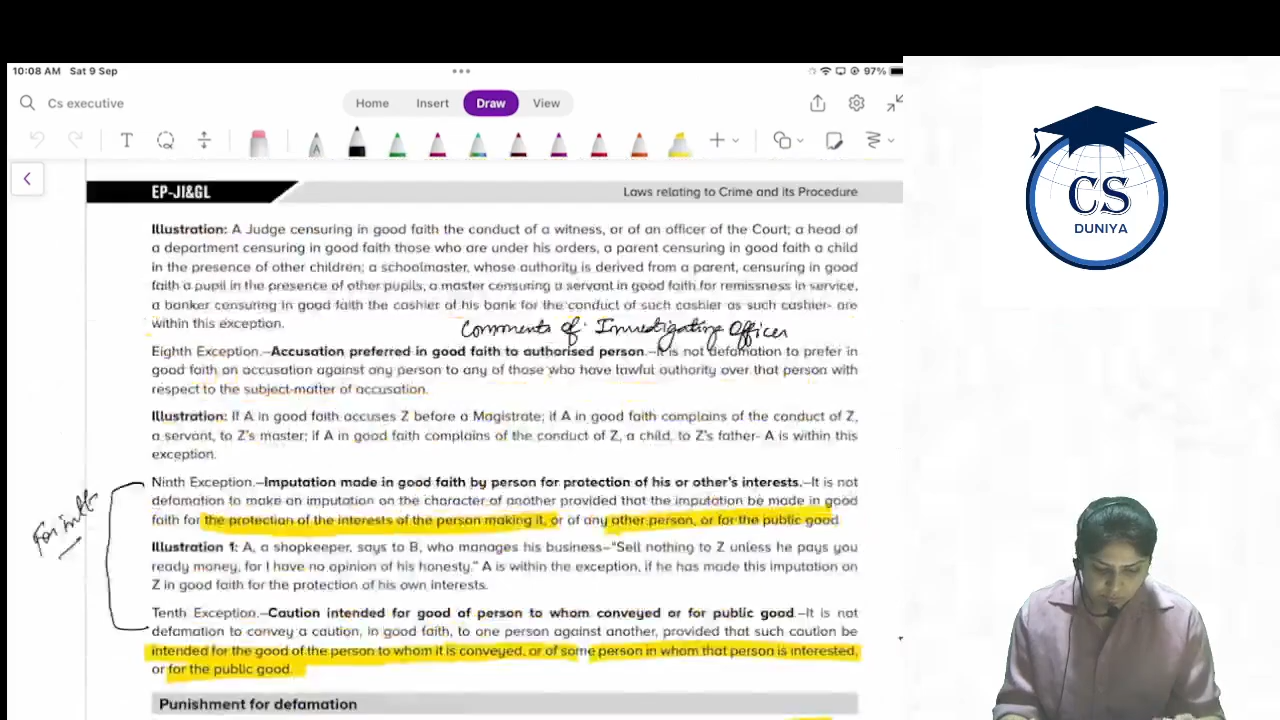 10:08 AM Sat 9 Sep
97%
Cs executive
Home Insert Draw View
EP-JI&GL
Laws relating to Crime and its Procedure
Illustration: A Judge censuring in good faith the conduct of a witness, or of an officer of the Court; a head of
a department censuring in good faith those who are under his orders, a parent censuring in good faith a child
in the presence of other children; a schoolmaster, whose authority is derived from a parent, censuring in good
faith a pupil in the presence of other pupils, a master censuring a servant in good faith for remissness in service,
a banker censuring in good faith the cashier of his bank for the conduct of such cashier as such cashier- are
within this exception.
Comments of Investigating Officer
Eighth Exception.–Accusation preferred in good faith to authorised person.–It is not defamation to prefer in
good faith an accusation against any person to any of those who have lawful authority over that person with
respect to the subject-matter of accusation.
Illustration: If A in good faith accuses Z before a Magistrate; if A in good faith complains of the conduct of Z,
a servant, to Z's master; if A in good faith complains of the conduct of Z, a child, to Z's father- A is within this
exception.
Ninth Exception.–Imputation made in good faith by person for protection of his or other's interests.–It is not
defamation to make an imputation on the character of another provided that the imputation be made in good
faith for the protection of the interests of the person making it, or of any other person, or for the public good
Illustration 1: A, a shopkeeper, says to B, who manages his business–"Sell nothing to Z unless he pays you
ready money, for I have no opinion of his honesty." A is within the exception, if he has made this imputation on
Z in good faith for the protection of his own interests.
Tenth Exception.–Caution intended for good of person to whom conveyed or for public good.–It is not
defamation to convey a caution, in good faith, to one person against another, provided that such caution be
intended for the good of the person to whom it is conveyed, or of some person in whom that person is interested,
or for the public good.
Punishment for defamation
For
CS
DUNIYA